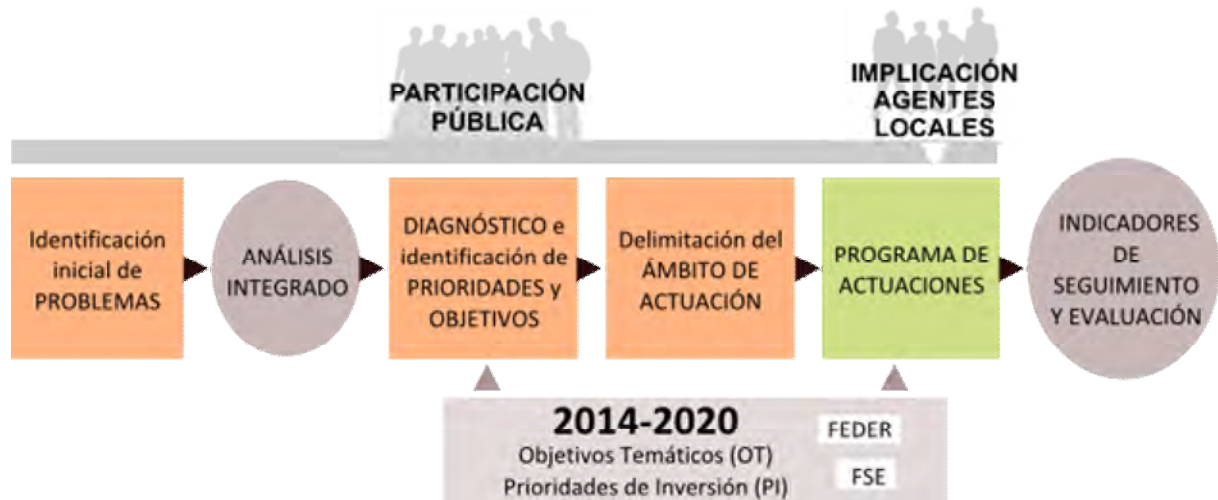 PARTICIPACIÓN
PÚBLICA
IMPLICACIÓN
AGENTES
LOCALES
Identificación
inicial de
PROBLEMAS
ANÁLISIS
INTEGRADO
DIAGNÓSTICO e
identificación de
PRIORIDADES y
OBJETIVOS
Delimitación del
ÁMBITO DE
ACTUACIÓN
PROGRAMA DE
ACTUACIONES
INDICADORES
DE
SEGUIMIENTO
Y EVALUACIÓN
2014-2020
Objetivos Temáticos (OT)
Prioridades de Inversión (PI)
FEDER
FSE